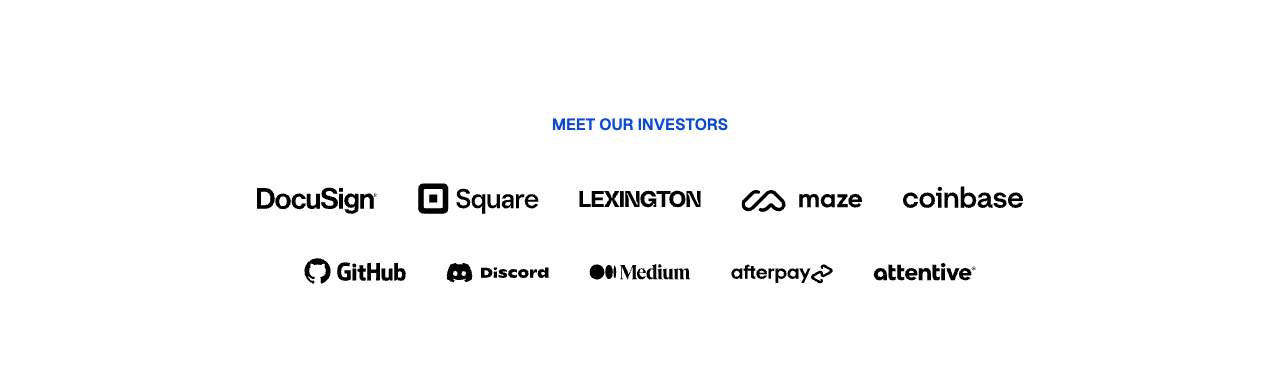 MEET OUR INVESTORS
DocuSign® Square LEXINGTON maze coinbase
GitHub Discord Medium afterpay attentive®